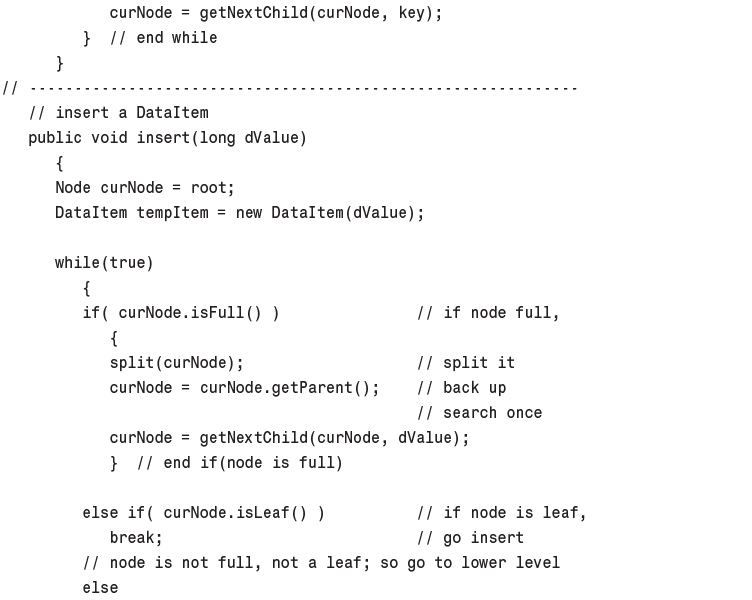 curNode = getNextChild(curNode, key);
}  // end while
}
// -------------------------------------------------------------
// insert a DataItem
public void insert(long dValue)
{
Node curNode = root;
DataItem tempItem = new DataItem(dValue);
while(true)
{
if( curNode.isFull() )               // if node full,
{
split(curNode);                   // split it
curNode = curNode.getParent();    // back up
// search once
curNode = getNextChild(curNode, dValue);
}  // end if(node is full)
else if( curNode.isLeaf() )          // if node is leaf,
break;                            // go insert
// node is not full, not a leaf; so go to lower level
else